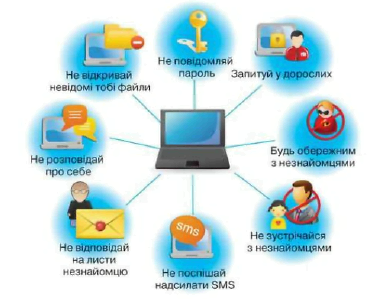 Не повідомляй
пароль
Не відкривай
невідомі тобі файли
Запитуй у дорослих
Не розповідай
про себе
Будь обережним
з незнайомцями
Не відповідай
на листи
незнайомцю
sms
Не зустрічайся
з незнайомцями
Не поспішай
надсилати SMS